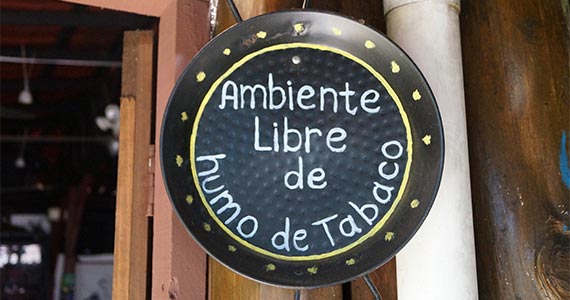 Ambiente
Libre
de
humo de Tabaco